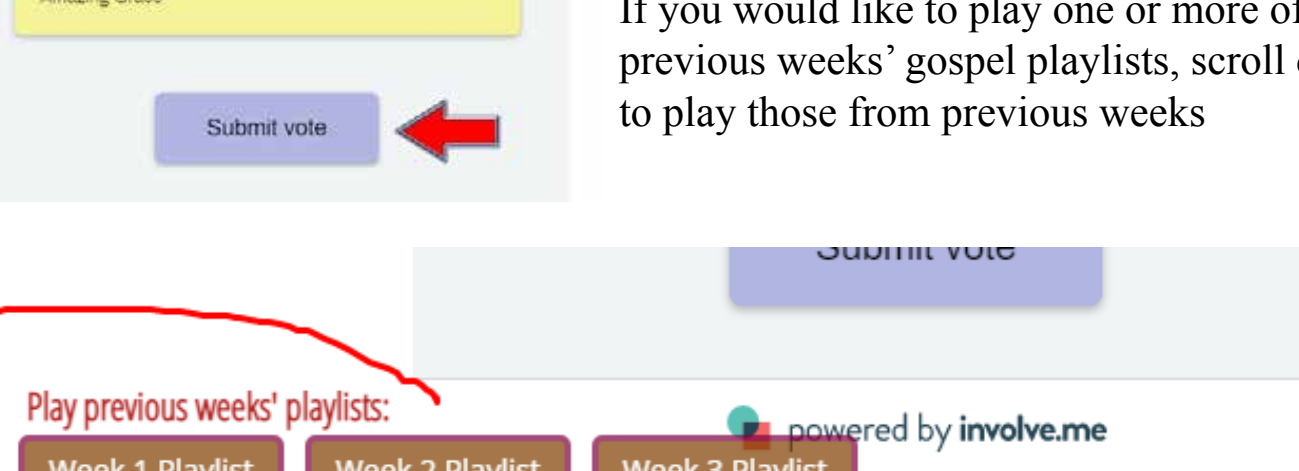 Amazing Grace
If you would like to play one or more of
previous weeks' gospel playlists, scroll
to play those from previous weeks
Submit vote
Submit vote
Play previous weeks' playlists:
powered by involve.me
Week 1 Playlist
Week 2 Playlist
Week 3 Playlist